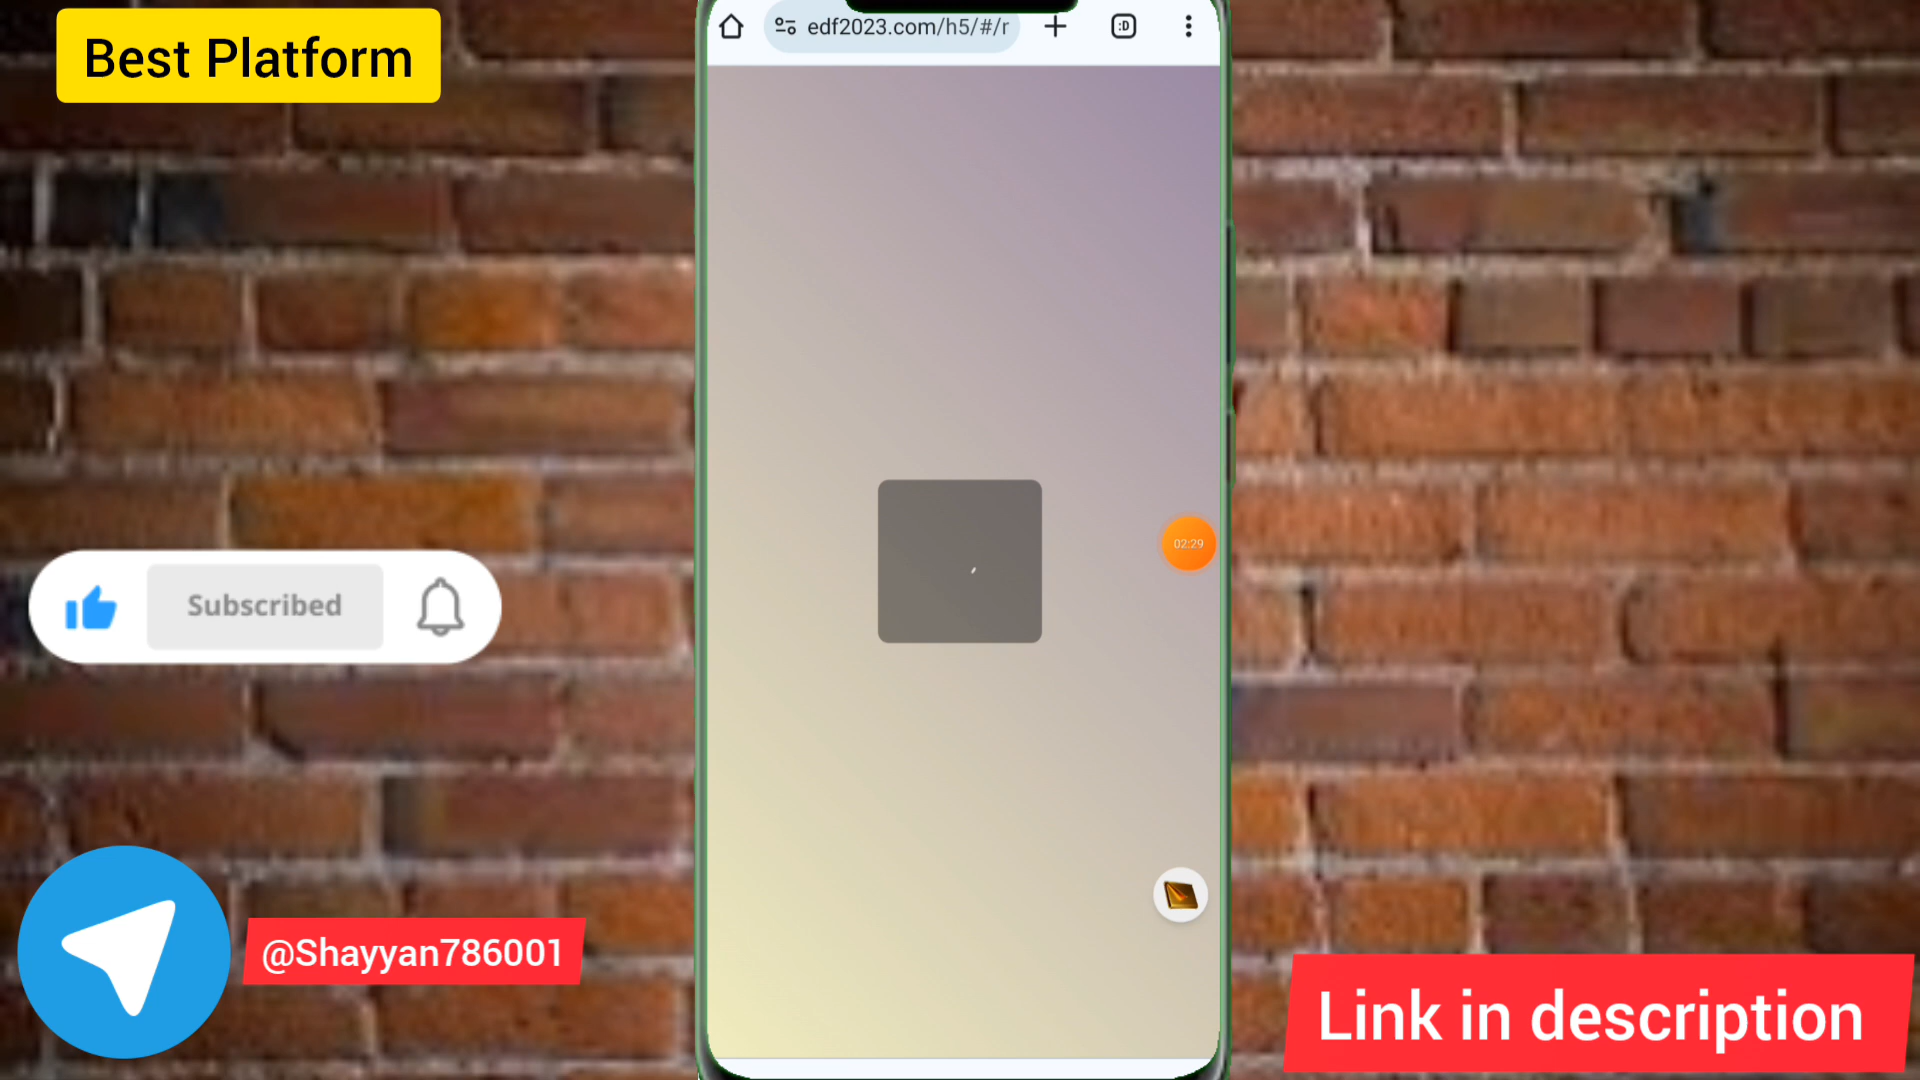 Best Platform
edf2023.com/h5/#/r
:D
02:29
Subscribed
@Shayyan786001
Link in description